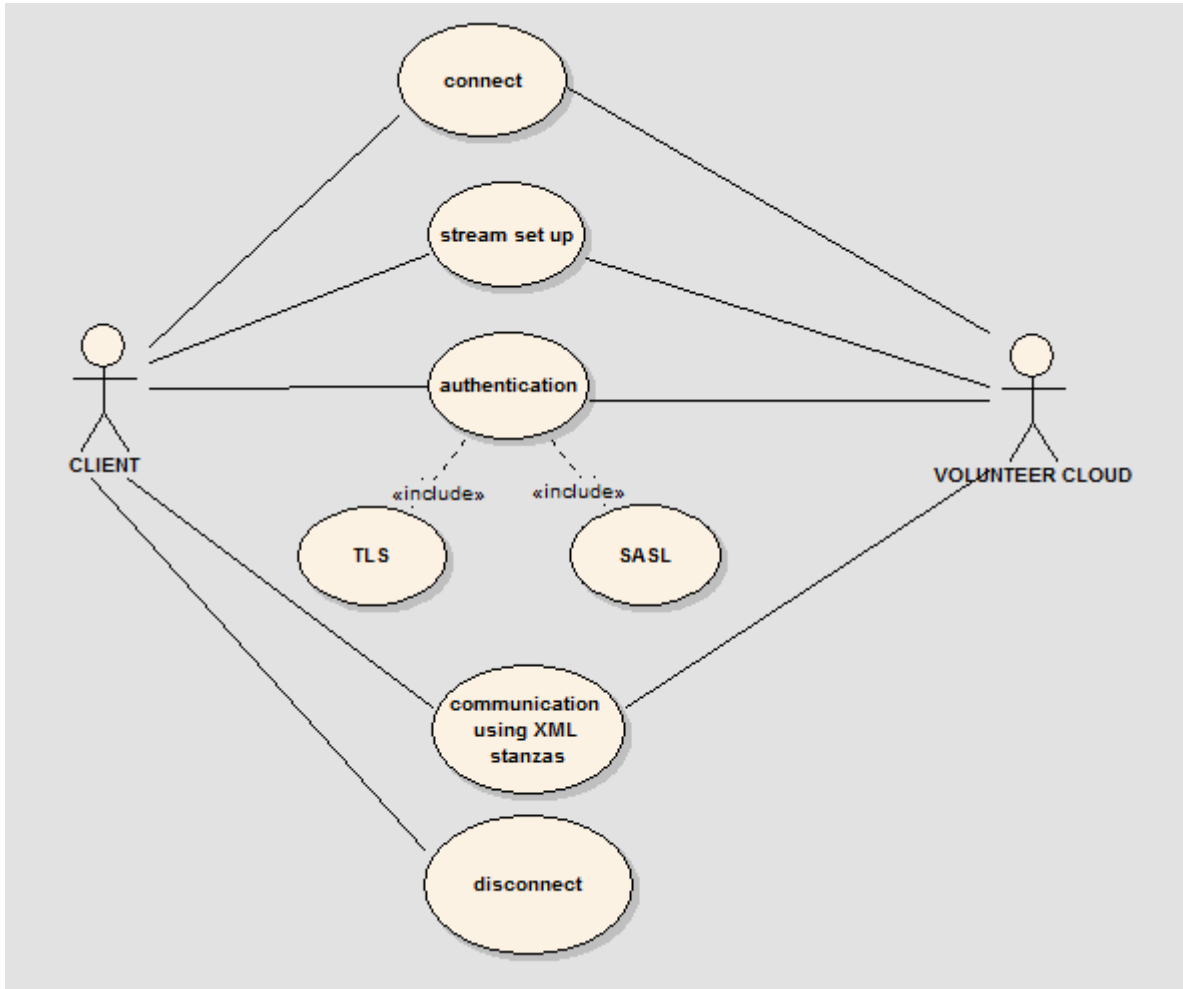 connect
stream set up
authentication
CLIENT
VOLUNTEER CLOUD
«include»
«include»
TLS
SASL
communication
using XML
stanzas
disconnect